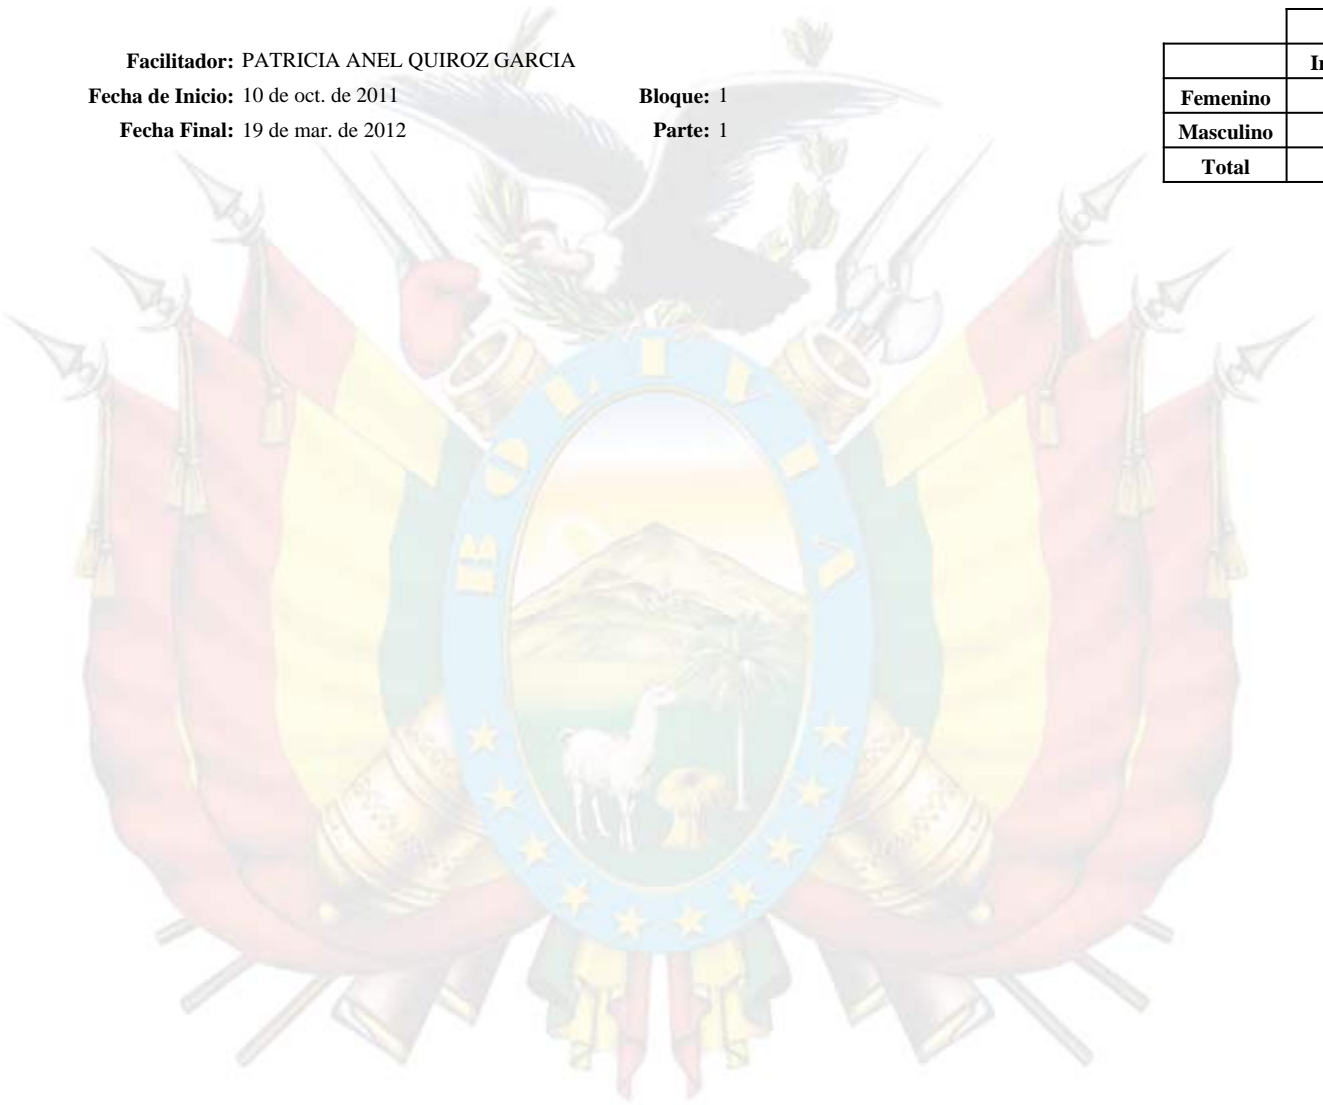 Facilitador: PATRICIA ANEL QUIROZ GARCIA
Fecha de Inicio: 10 de oct. de 2011 Bloque: 1
Fecha Final: 19 de mar. de 2012 Parte: 1
Femenino
Masculino
Total
BOLIVIA